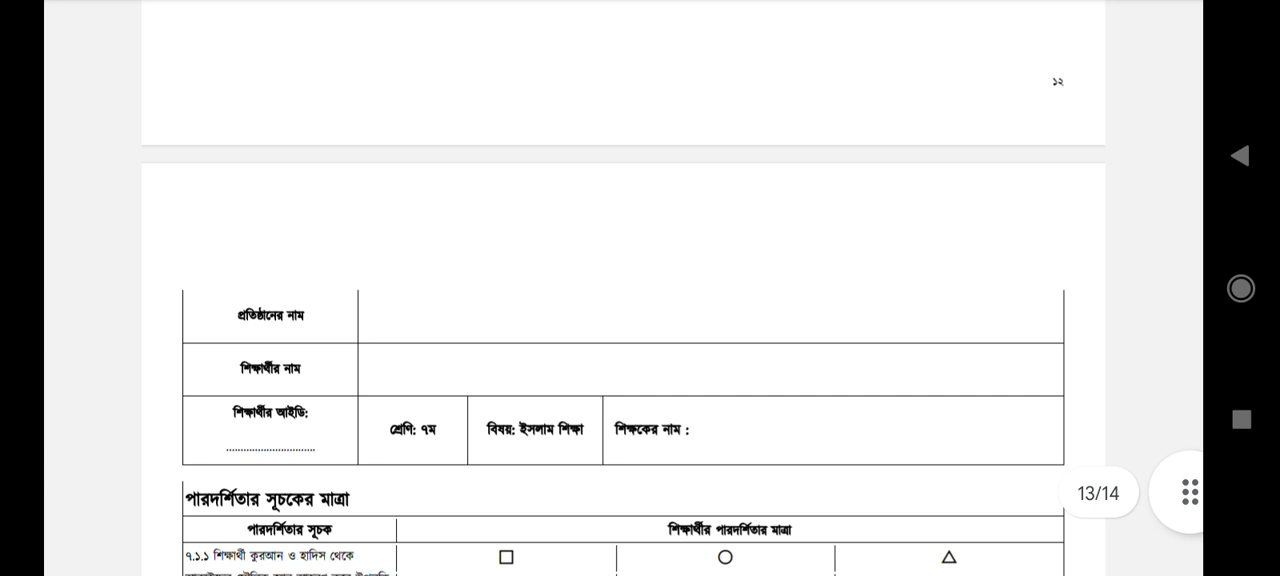 ১২
প্রতিষ্ঠানের নাম
শিক্ষার্থীর নাম
শিক্ষার্থীর আইডি:
..............................
শ্রেণি: ৭ম
বিষয়: ইসলাম শিক্ষা
শিক্ষকের নাম :
পারদর্শিতার সূচকের মাত্রা
পারদর্শিতার সূচক
শিক্ষার্থীর পারদর্শিতার মাত্রা
৭.১.১ শিক্ষার্থী কুরআন ও হাদিস থেকে
13/14